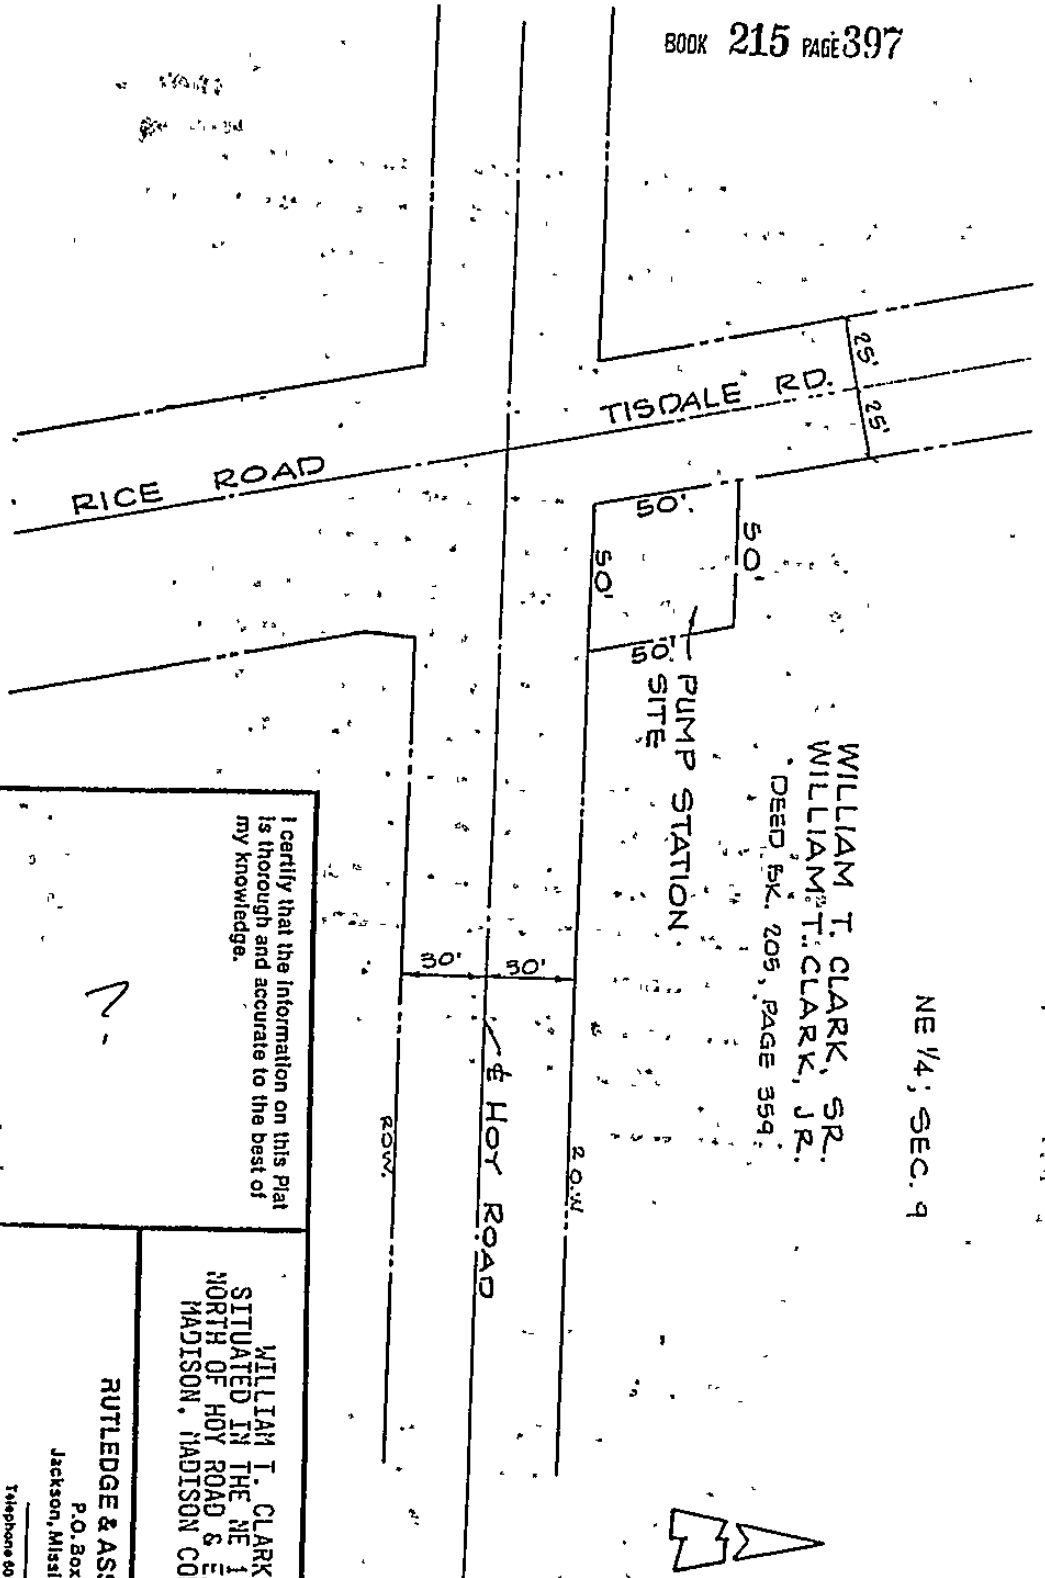 BOOK 215 PAGE 397
25'
25'
TISDALE RD.
RICE ROAD
50'
50'
50'
50'
PUMP STATION
SITE
WILLIAM T. CLARK, SR.
WILLIAM T. CLARK, JR.
DEED BK. 205, PAGE 359
NE 1/4; SEC. 9
30'
30'
HOY ROAD
ROW.
R.O.W.
I certify that the information on this Plat
is thorough and accurate to the best of
my knowledge.
WILLIAM T. CLARK
SITUATED IN THE NE 1
NORTH OF HOY ROAD & E
MADISON, MADISON CO
RUTLEDGE & ASS
P.O. Box
Jackson, Missi
Telephone 60